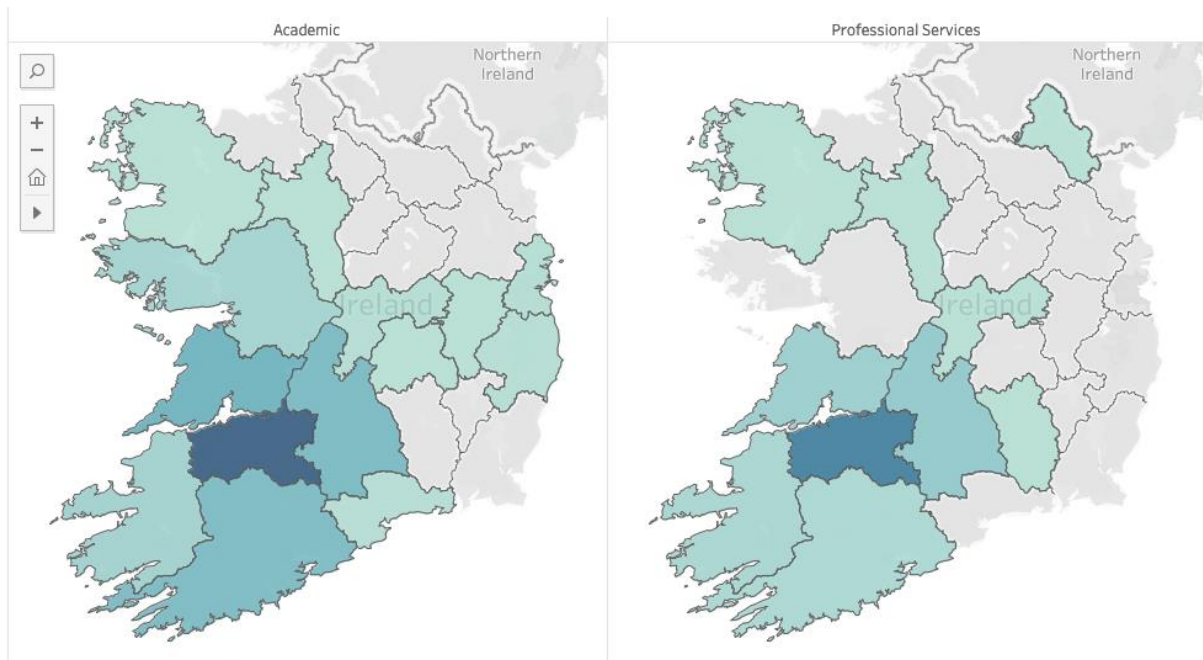 Academic
Professional Services
Northern
Ireland
Ireland
Northern
Ireland
Ireland